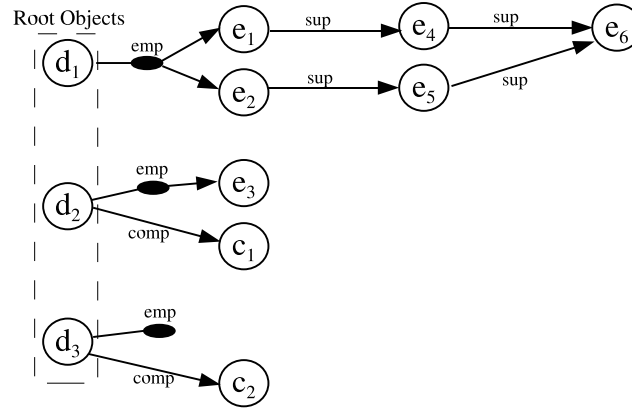 Root Objects
d1 emp e1 sup e4 sup e6
e2 sup e5 sup
d2 emp e3
comp c1
d3 emp
comp c2